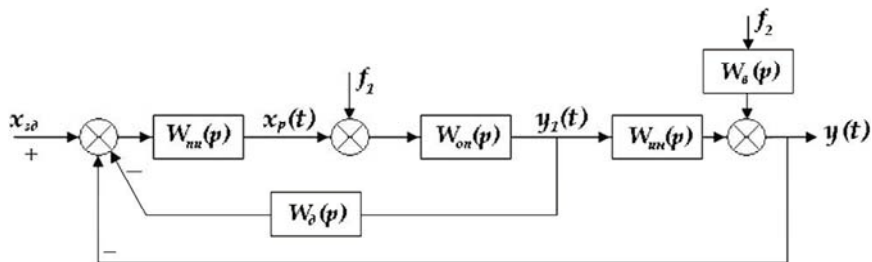 f₂
W_в(p)
f₁
x_зд
+
W_пи(p)
x_р(t)
W_оп(p)
y₁(t)
W_ин(p)
y(t)
−
W_д(p)
−